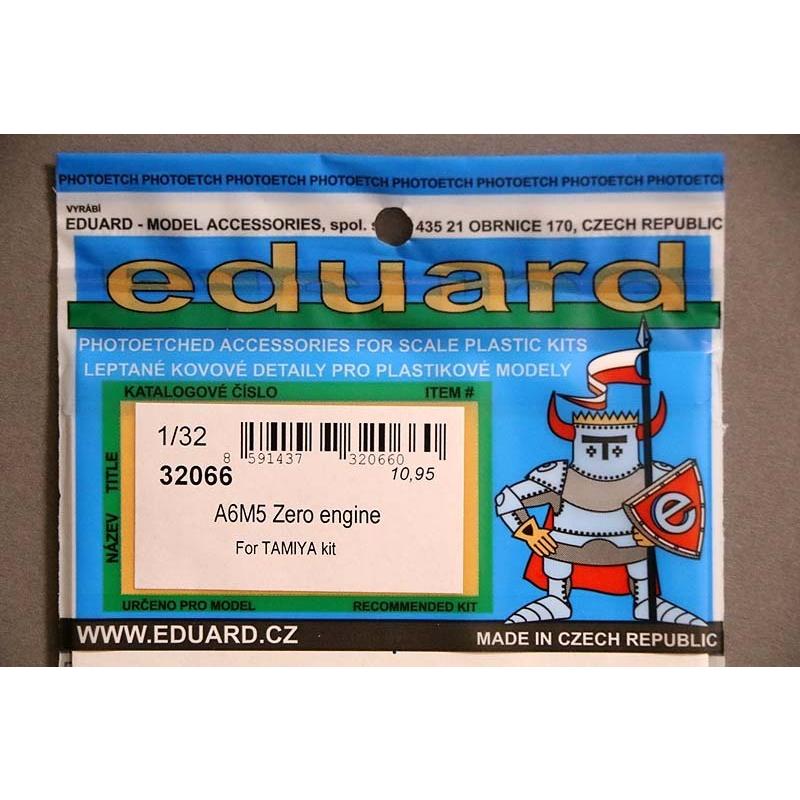 PHOTOETCH PHOTOETCH PHOTOETCH PHOTOETCH PHOTOETCH PHOTOETCH PHOTOETCH PHOTOETCH
VYRÁBÍ
EDUARD - MODEL ACCESSORIES, spol. 435 21 OBRNICE 170, CZECH REPUBLIC
eduard
PHOTOETCHED ACCESSORIES FOR SCALE PLASTIC KITS
LEPTANÉ KOVOVÉ DETAILY PRO PLASTIKOVÉ MODELY
KATALOGOVÉ ČÍSLO ITEM #
1/32
8 591437 320660
32066 10,95
A6M5 Zero engine
For TAMIYA kit
NÁZEV TITLE
e
URČENO PRO MODEL RECOMMENDED KIT
WWW.EDUARD.CZ MADE IN CZECH REPUBLIC